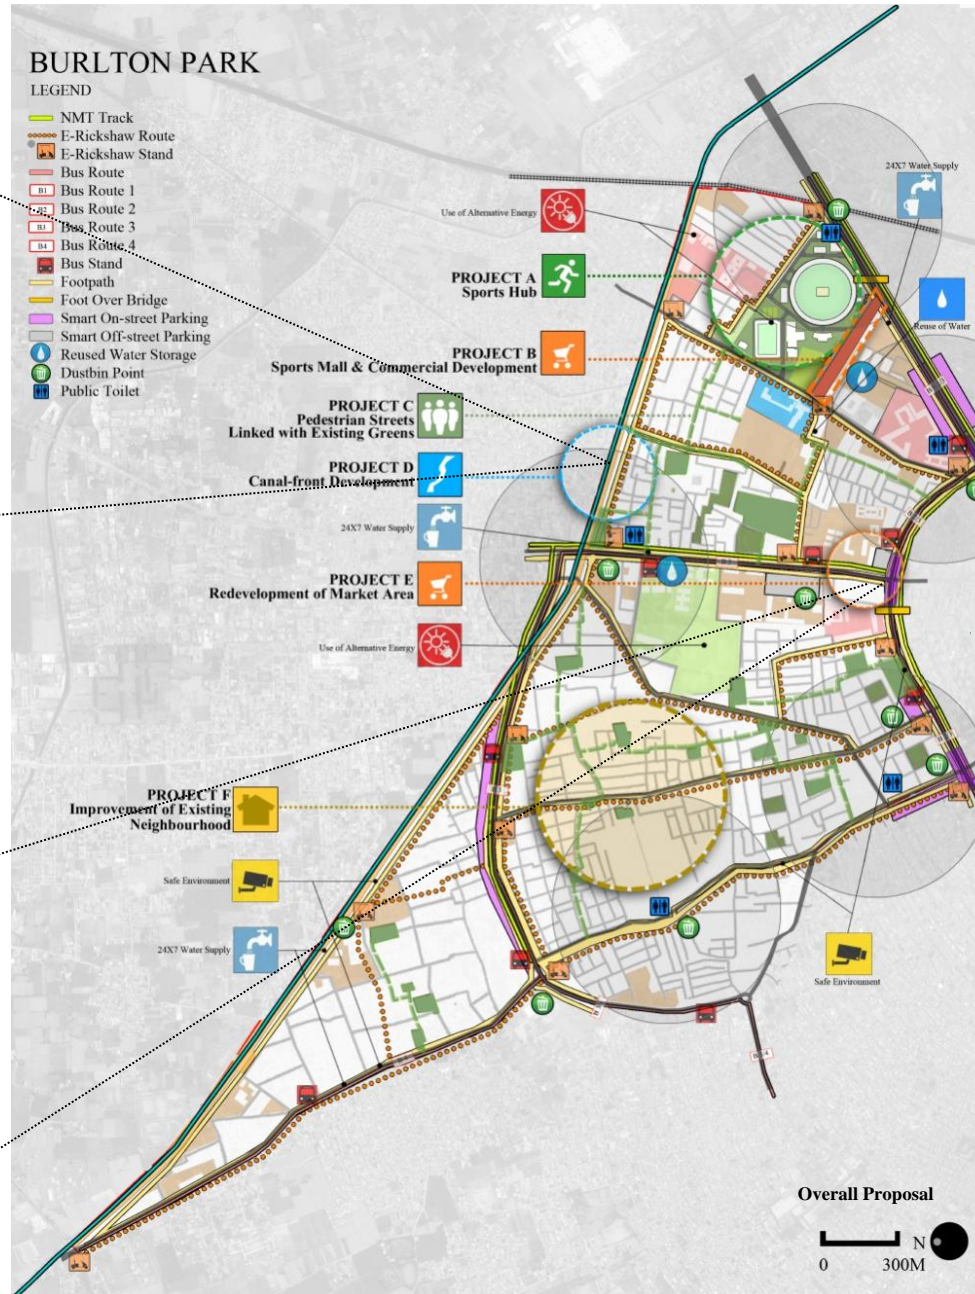 BURLTON PARK
LEGEND
NMT Track
E-Rickshaw Route
E-Rickshaw Stand
Bus Route
B1 Bus Route 1
B2 Bus Route 2
B3 Bus Route 3
B4 Bus Route 4
Bus Stand
Footpath
Foot Over Bridge
Smart On-street Parking
Smart Off-street Parking
Reused Water Storage
Dustbin Point
Public Toilet
24X7 Water Supply
Use of Alternative Energy
PROJECT A
Sports Hub
Reuse of Water
PROJECT B
Sports Mall & Commercial Development
PROJECT C
Pedestrian Streets
Linked with Existing Greens
PROJECT D
Canal-front Development
24X7 Water Supply
PROJECT E
Redevelopment of Market Area
Use of Alternative Energy
PROJECT F
Improvement of Existing
Neighbourhood
Safe Environment
24X7 Water Supply
Safe Environment
Overall Proposal
N
0 300M